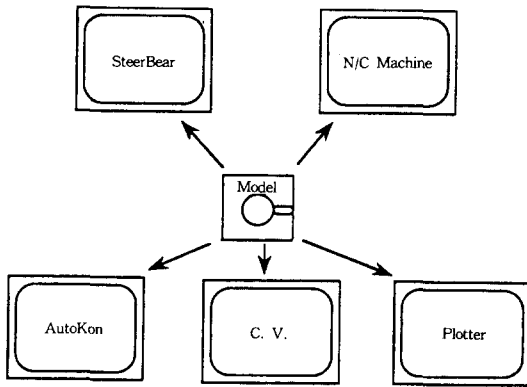 SteerBear
N/C Machine
Model
AutoKon
C. V.
Plotter